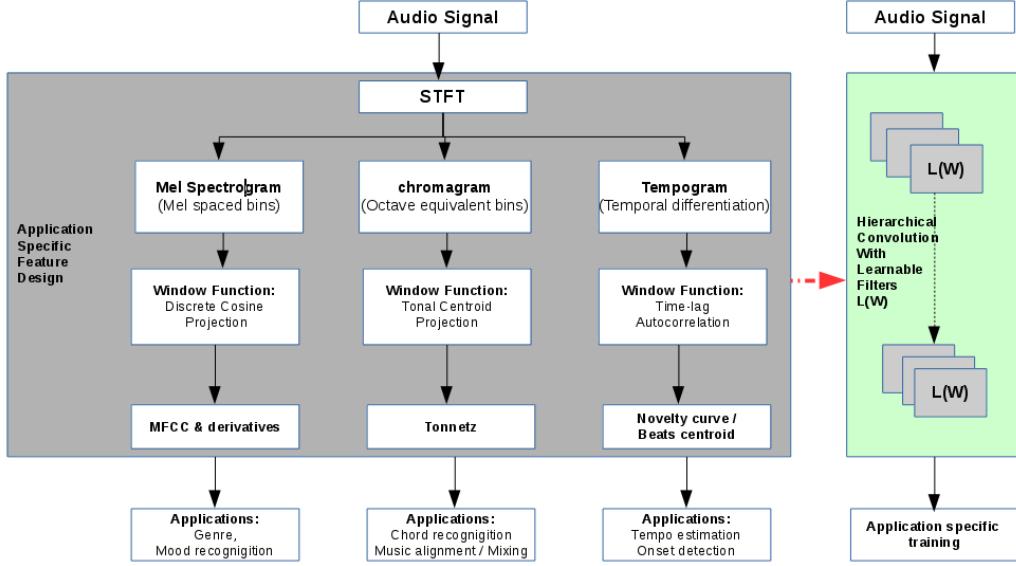 Audio Signal
STFT
Mel Spectrogram
(Mel spaced bins)
chromagram
(Octave equivalent bins)
Tempogram
(Temporal differentiation)
Application
Specific
Feature
Design
Window Function:
Discrete Cosine
Projection
Window Function:
Tonal Centroid
Projection
Window Function:
Time-lag
Autocorrelation
MFCC & derivatives
Tonnetz
Novelty curve /
Beats centroid
Applications:
Genre,
Mood recognigition
Applications:
Chord recognigition
Music alignment / Mixing
Applications:
Tempo estimation
Onset detection
Audio Signal
L(W)
Hierarchical
Convolution
With
Learnable
Filters
L(W)
L(W)
Application specific
training